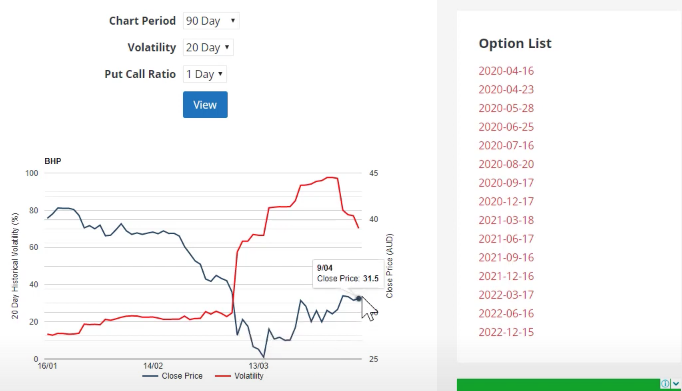 Chart Period 90 Day
Volatility 20 Day
Put Call Ratio 1 Day
View
BHP
100
80
60
40
20
0
20 Day Historical Volatility (%)
45
40
25
Close Price (AUD)
9/04
Close Price: 31.5
16/01 14/02 13/03
Close Price Volatility
Option List
2020-04-16
2020-04-23
2020-05-28
2020-06-25
2020-07-16
2020-08-20
2020-09-17
2020-12-17
2021-03-18
2021-06-17
2021-09-16
2021-12-16
2022-03-17
2022-06-16
2022-12-15